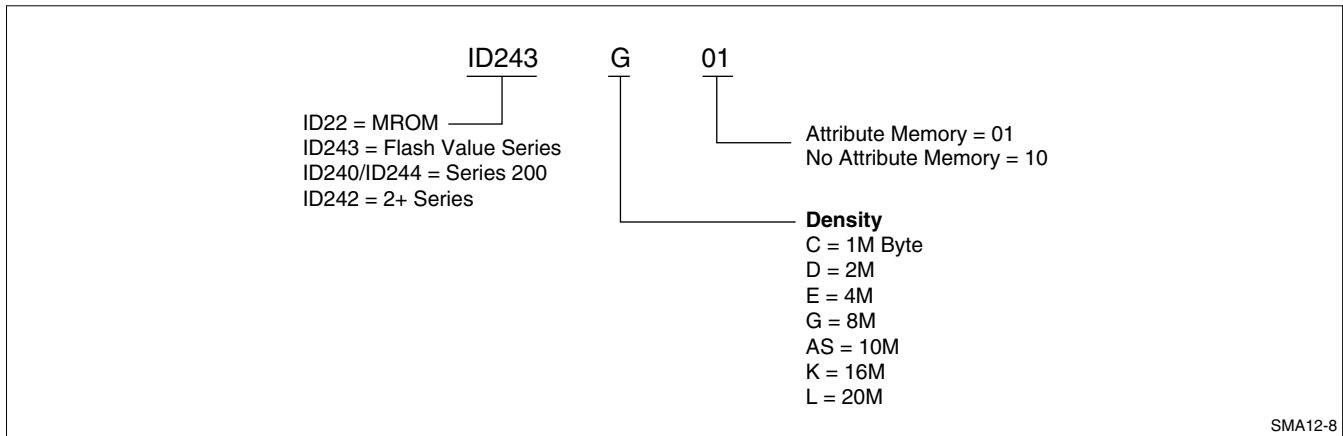 ID243 G 01
ID22 = MROM
ID243 = Flash Value Series
ID240/ID244 = Series 200
ID242 = 2+ Series
Attribute Memory = 01
No Attribute Memory = 10
Density
C = 1M Byte
D = 2M
E = 4M
G = 8M
AS = 10M
K = 16M
L = 20M
SMA12-8